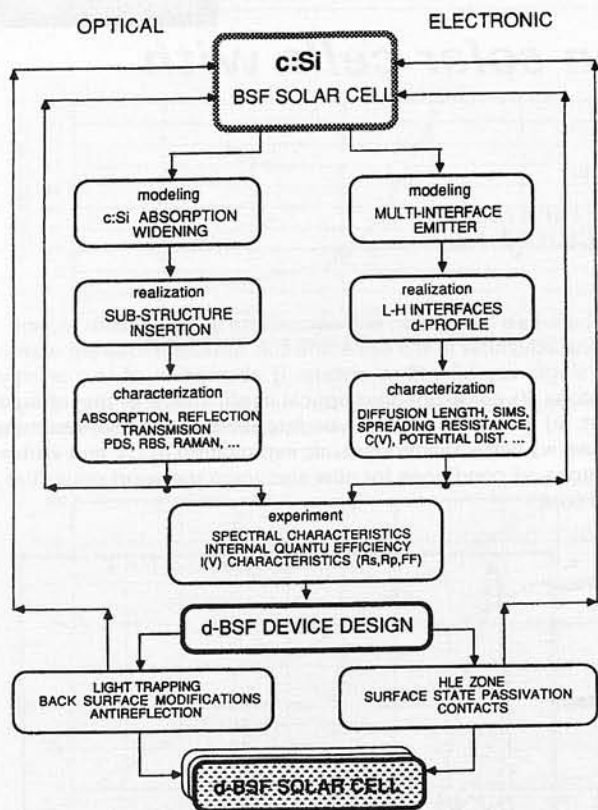 OPTICAL
ELECTRONIC
c:Si
BSF SOLAR CELL
modeling
c:Si ABSORPTION
WIDENING
modeling
MULTI-INTERFACE
EMITTER
realization
SUB-STRUCTURE
INSERTION
realization
L-H INTERFACES
d-PROFILE
characterization
ABSORPTION, REFLECTION
TRANSMISION
PDS, RBS, RAMAN, ...
characterization
DIFFUSION LENGTH, SIMS,
SPREADING RESISTANCE,
C(V), POTENTIAL DIST. ...
experiment
SPECTRAL CHARACTERISTICS
INTERNAL QUANTU EFFICIENCY
I(V) CHARACTERISTICS (Rs,Rp,FF)
d-BSF DEVICE DESIGN
LIGHT TRAPPING
BACK SURFACE MODIFICATIONS
ANTIREFLECTION
HLE ZONE
SURFACE STATE PASSIVATION
CONTACTS
d-BSF SOLAR CELL